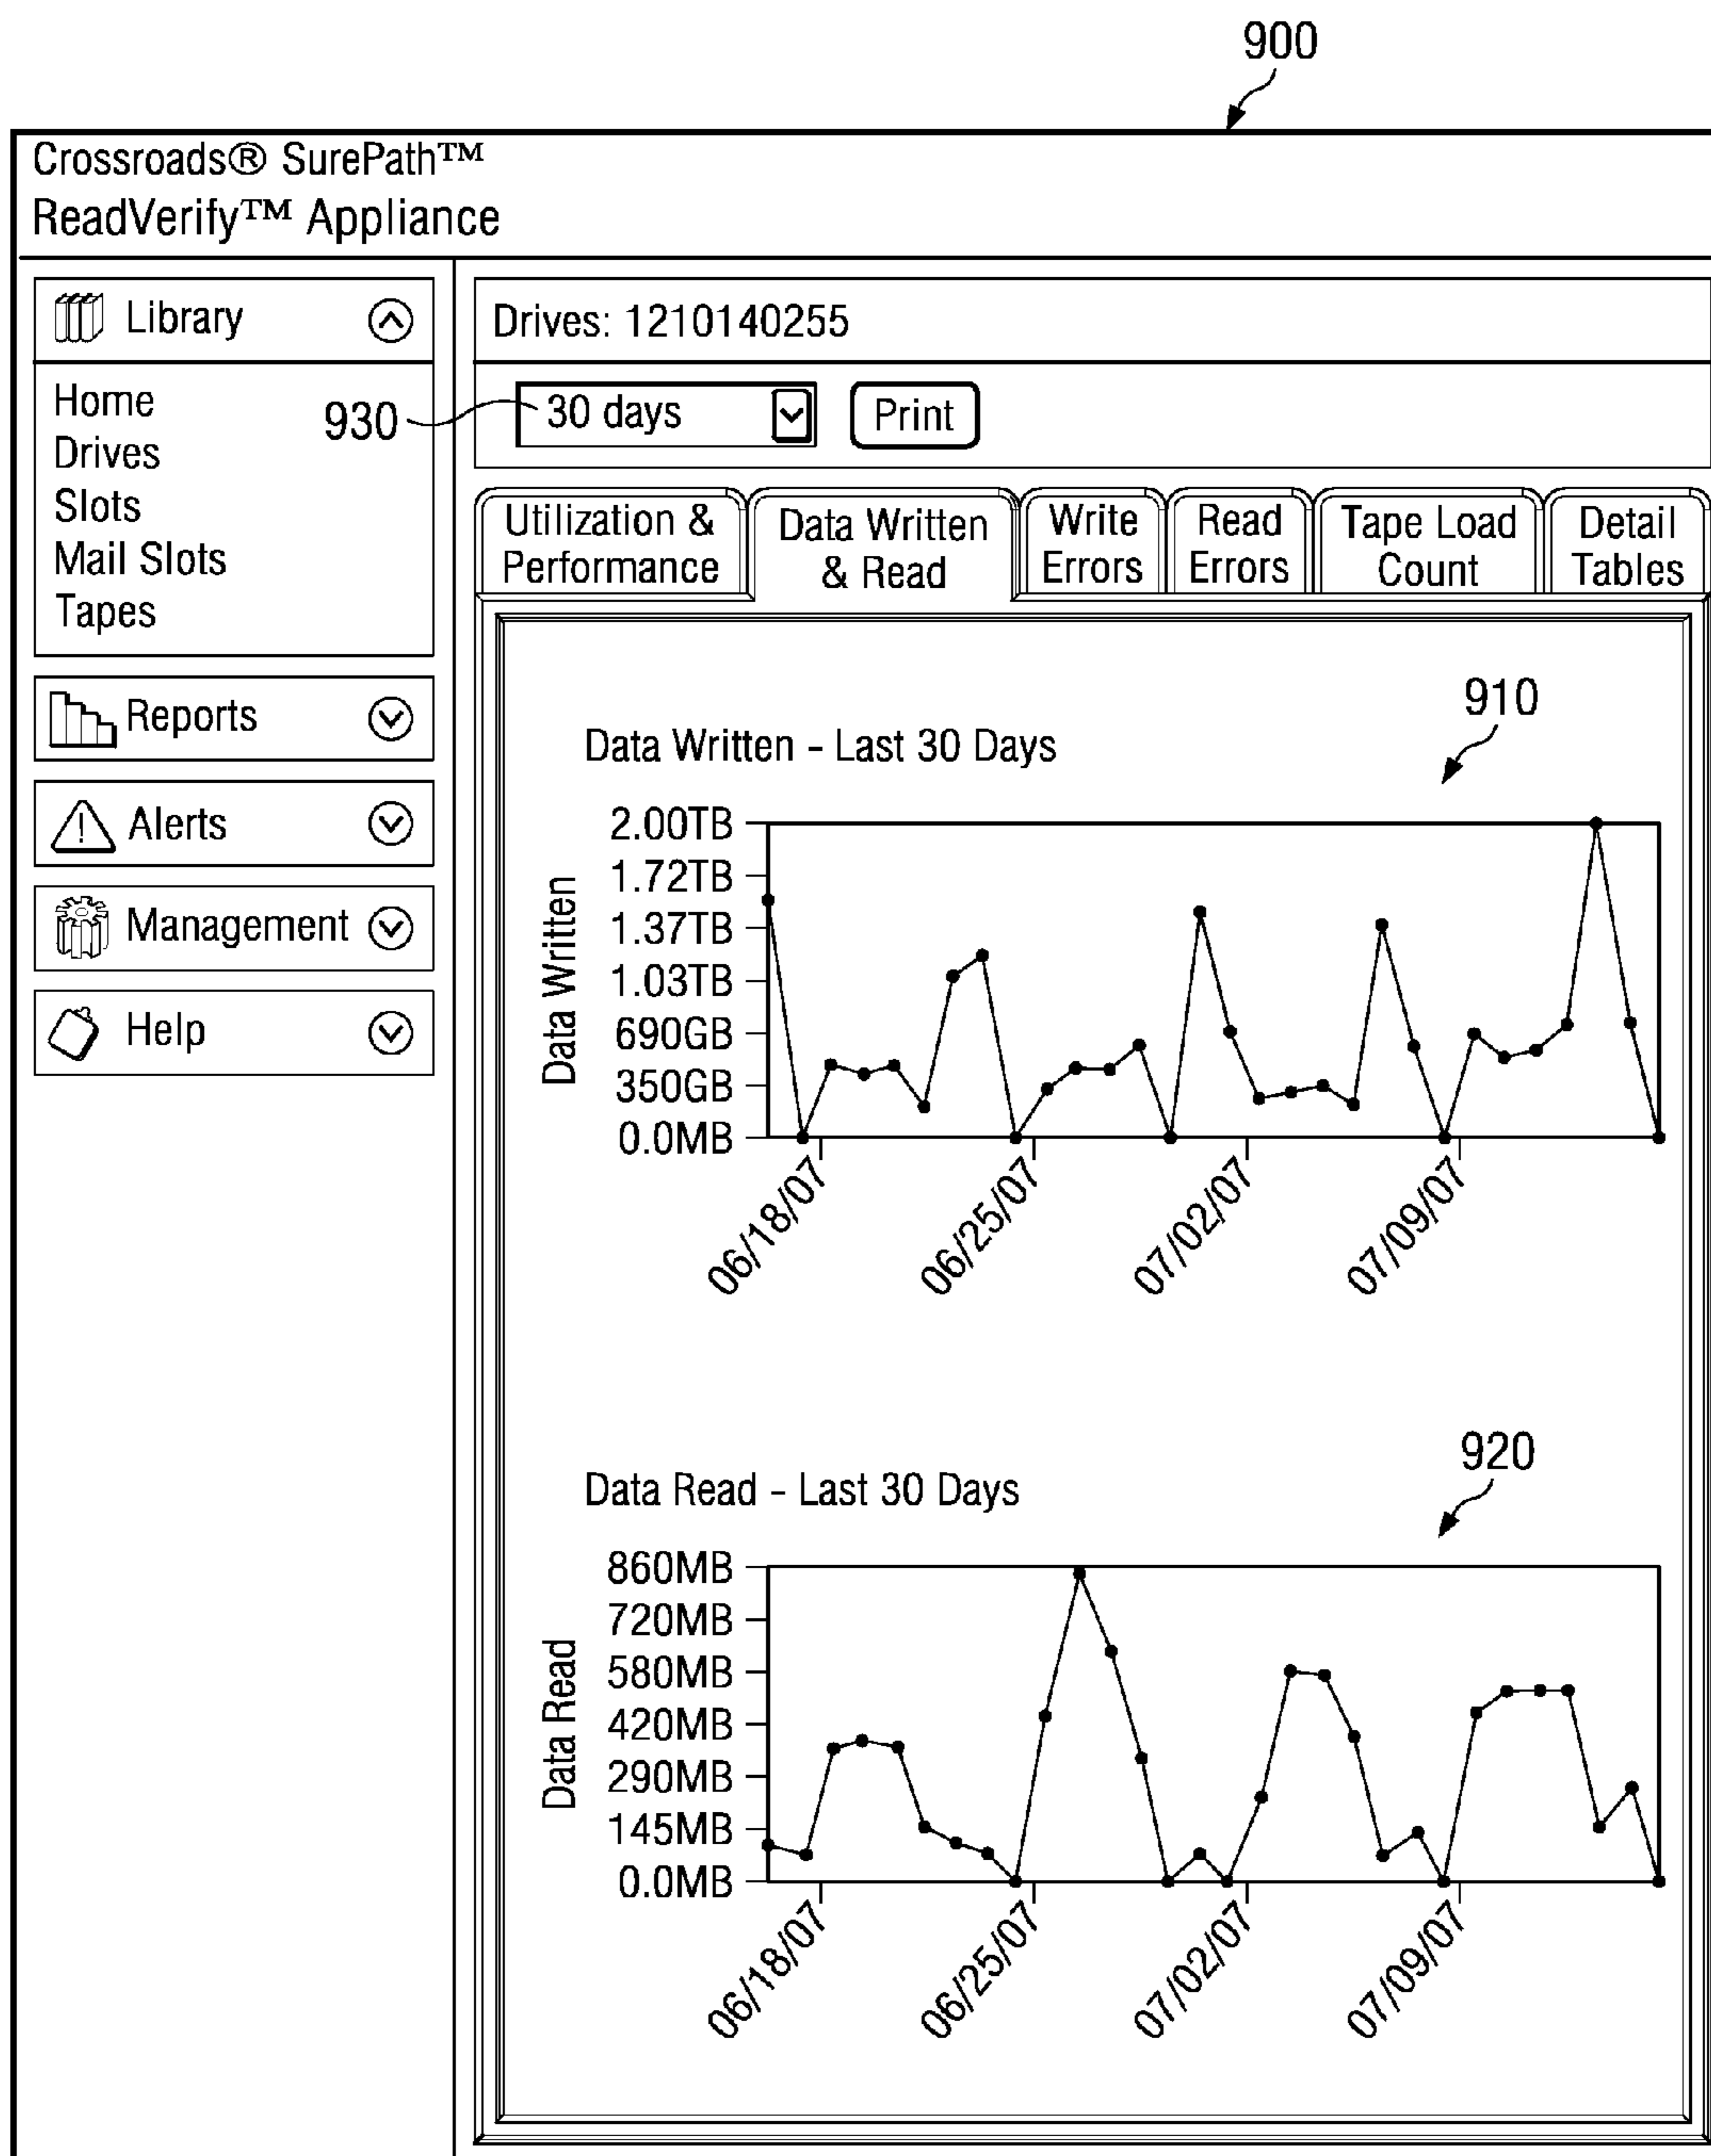 900
Crossroads® SurePath™
ReadVerify™ Appliance
Library
Home
Drives
Slots
Mail Slots
Tapes
Reports
Alerts
Management
Help
Drives: 1210140255
930
30 days
Print
Utilization &
Performance
Data Written
& Read
Write
Errors
Read
Errors
Tape Load
Count
Detail
Tables
910
Data Written - Last 30 Days
Data Written
2.00TB
1.72TB
1.37TB
1.03TB
690GB
350GB
0.0MB
06/18/07
06/25/07
07/02/07
07/09/07
920
Data Read - Last 30 Days
Data Read
860MB
720MB
580MB
420MB
290MB
145MB
0.0MB
06/18/07
06/25/07
07/02/07
07/09/07